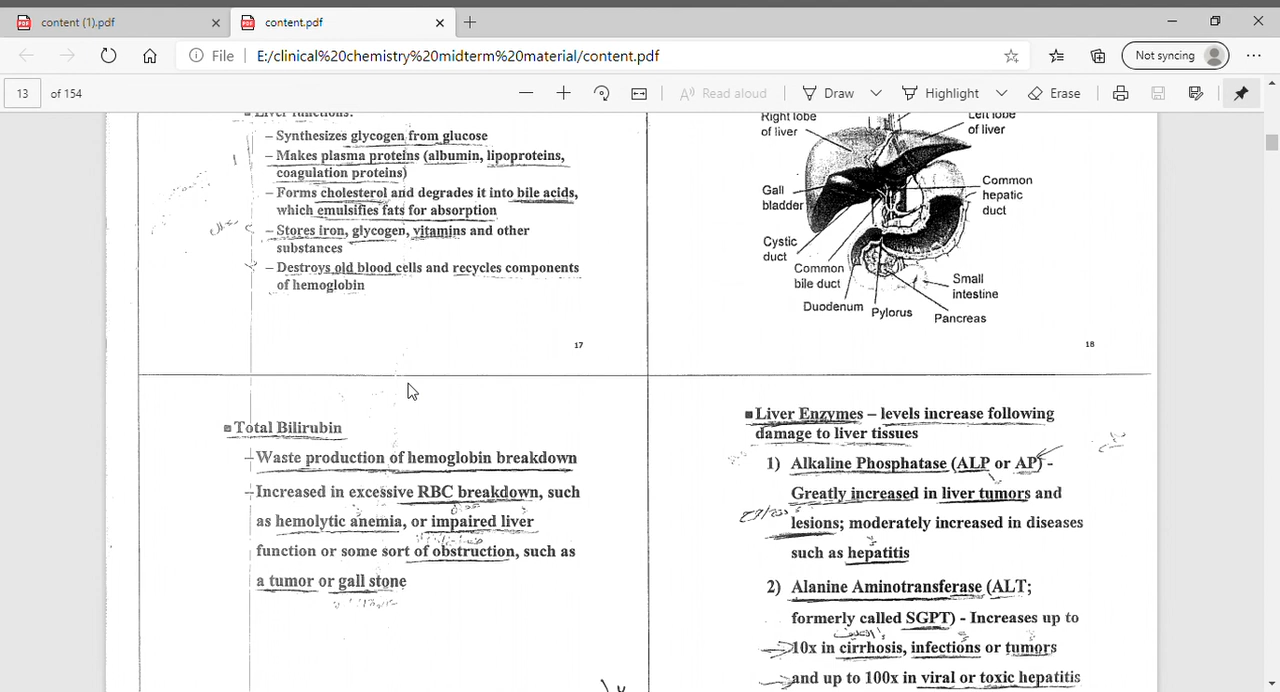 content (1).pdf
content.pdf
File
E:/clinical%20chemistry%20midterm%20material/content.pdf
Not syncing
13 of 154
Read aloud
Draw
Highlight
Erase
Liver functions:
– Synthesizes glycogen from glucose
– Makes plasma proteins (albumin, lipoproteins,
coagulation proteins)
– Forms cholesterol and degrades it into bile acids,
which emulsifies fats for absorption
– Stores iron, glycogen, vitamins and other
substances
– Destroys old blood cells and recycles components
of hemoglobin
17
Right lobe
of liver
Left lobe
of liver
Gall
bladder
Common
hepatic
duct
Cystic
duct
Common
bile duct
Small
intestine
Duodenum
Pylorus
Pancreas
18
Total Bilirubin
– Waste production of hemoglobin breakdown
– Increased in excessive RBC breakdown, such
as hemolytic anemia, or impaired liver
function or some sort of obstruction, such as
a tumor or gall stone
Liver Enzymes – levels increase following
damage to liver tissues
1) Alkaline Phosphatase (ALP or AP) -
Greatly increased in liver tumors and
lesions; moderately increased in diseases
such as hepatitis
2) Alanine Aminotransferase (ALT;
formerly called SGPT) - Increases up to
10x in cirrhosis, infections or tumors
and up to 100x in viral or toxic hepatitis